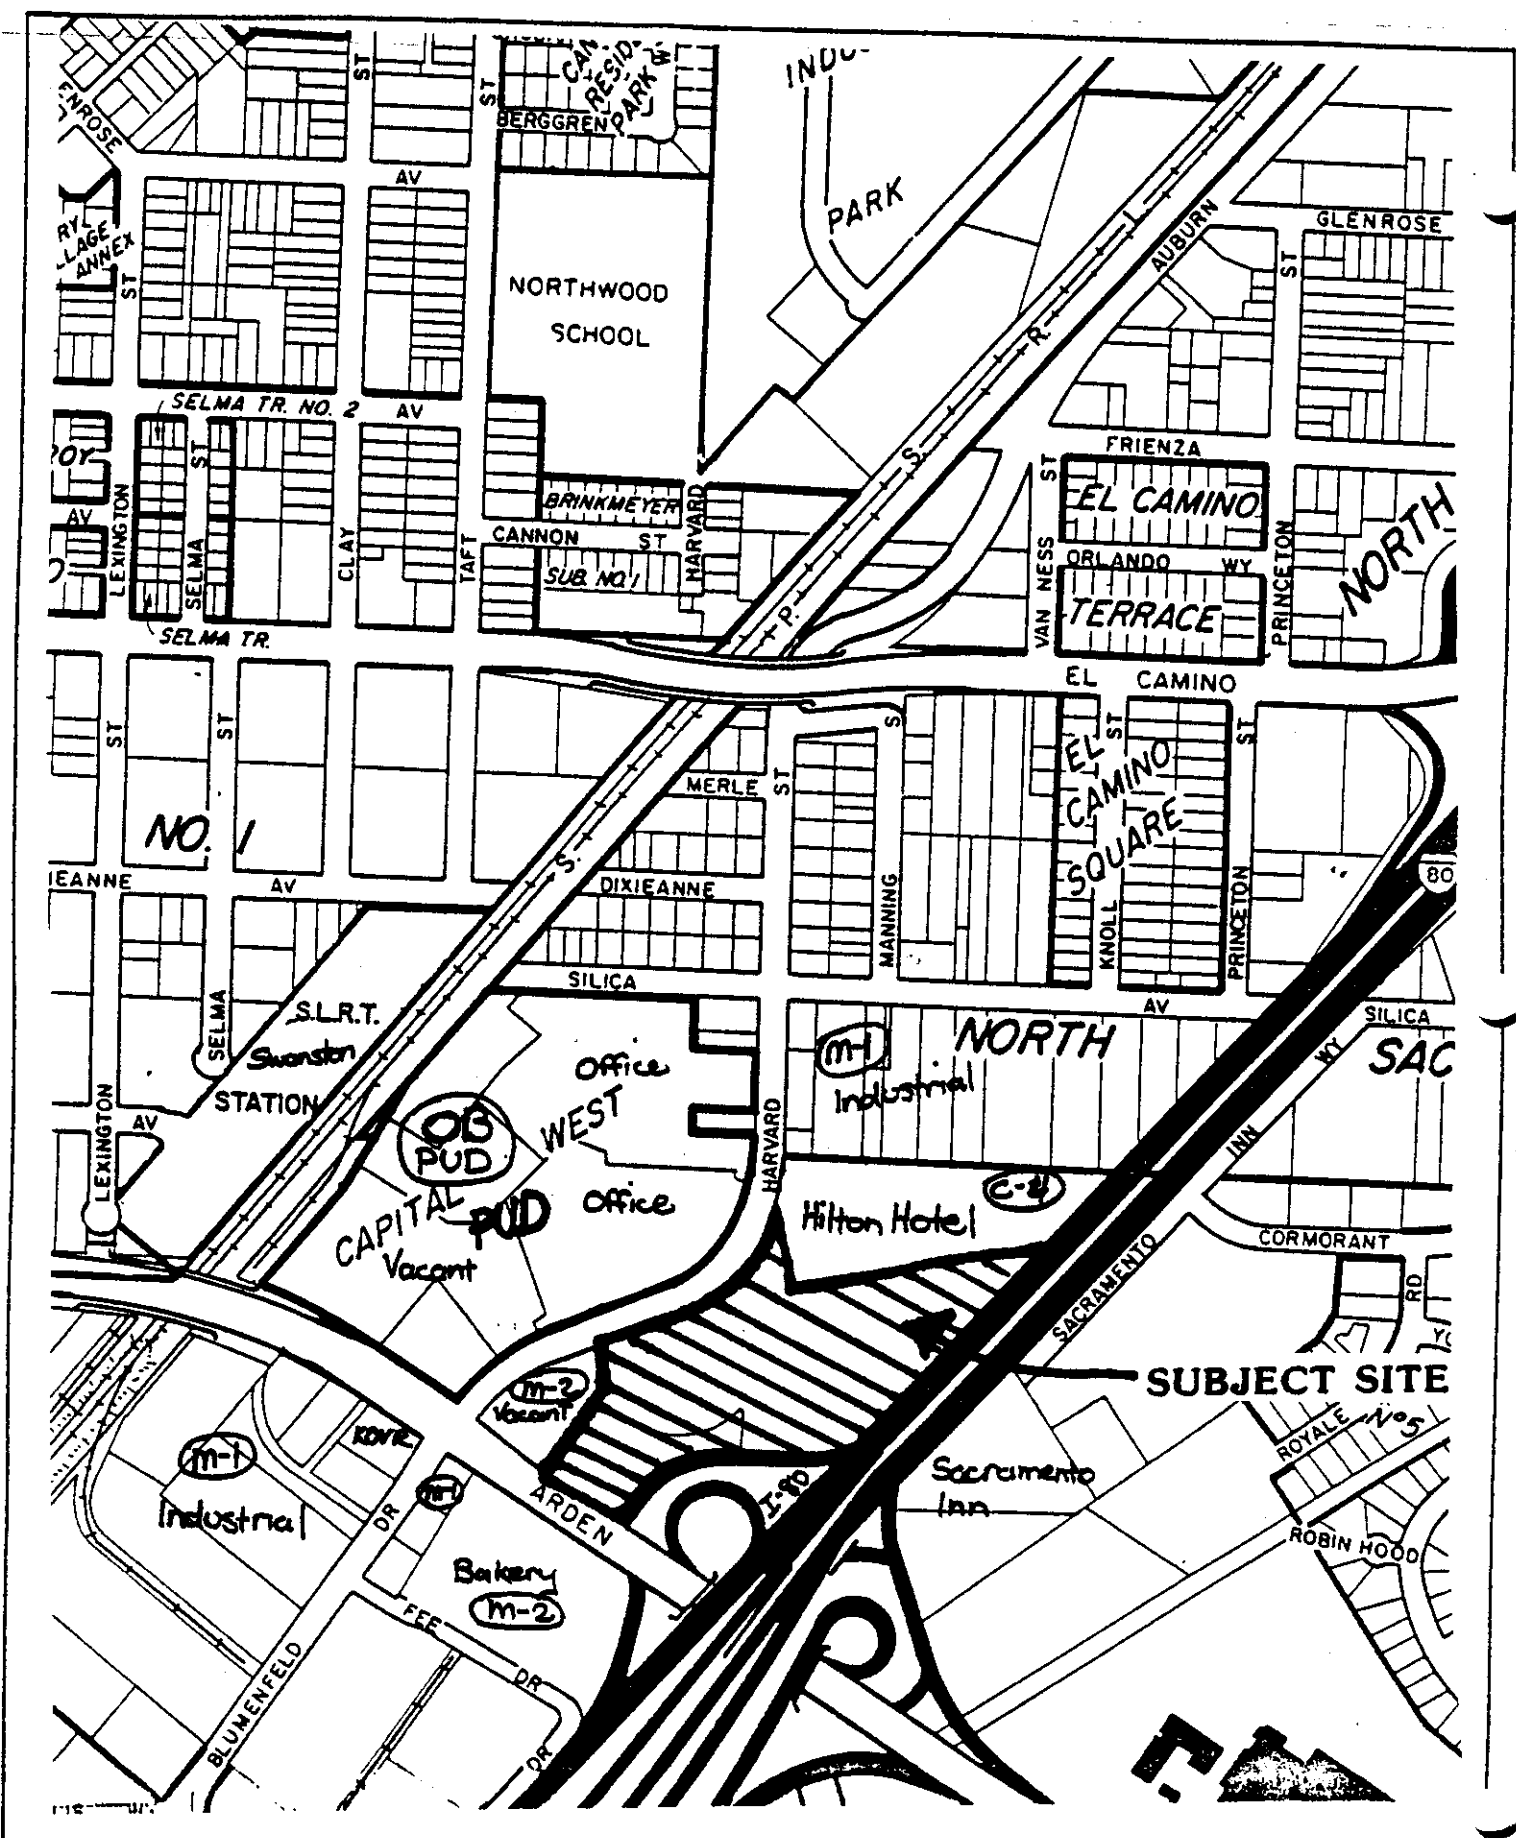 INDU-
ST
ST
BERGGREN
PARK
ENROSE
AV
PARK
GLENROSE
AUBURN
ST
ANNEX
ST
NORTHWOOD
SCHOOL
R.
SELMA TR. NO. 2
AV
FRIENZA
ST
S.
ST
EL CAMINO
NORTH
BRINKMEYER
HARVARD
AV
LEXINGTON
SELMA
CLAY
TAFT
CANNON ST
VAN NESS
ORLANDO WY
PRINCETON
SUB. NO. 1
TERRACE
P.
SELMA TR.
EL CAMINO
ST
ST
ST
ST
EL
CAMINO
SQUARE
MERLE
ST
NO. 1
S.
80
IEANNE AV
DIXIEANNE
MANNING
KNOLL
PRINCETON
SILICA
AV
SILICA
S.L.R.T.
Swanston
STATION
SELMA
Office
M-1
Industrial
NORTH
WY
SAC
LEXINGTON
AV
OB
PUD
WEST
HARVARD
INN
CAPITAL
PUD
Office
C-2
Hilton Hotel
Vacant
CORMORANT
RD
SACRAMENTO
SUBJECT SITE
M-2
Vacant
ROYALE
No 5
KOVR
M-1
Industrial
M-1
DR
ARDEN
I-80
Sacramento
Inn
ROBIN HOOD
Bakery
M-2
FEE DR
BLUMENFELD
DR